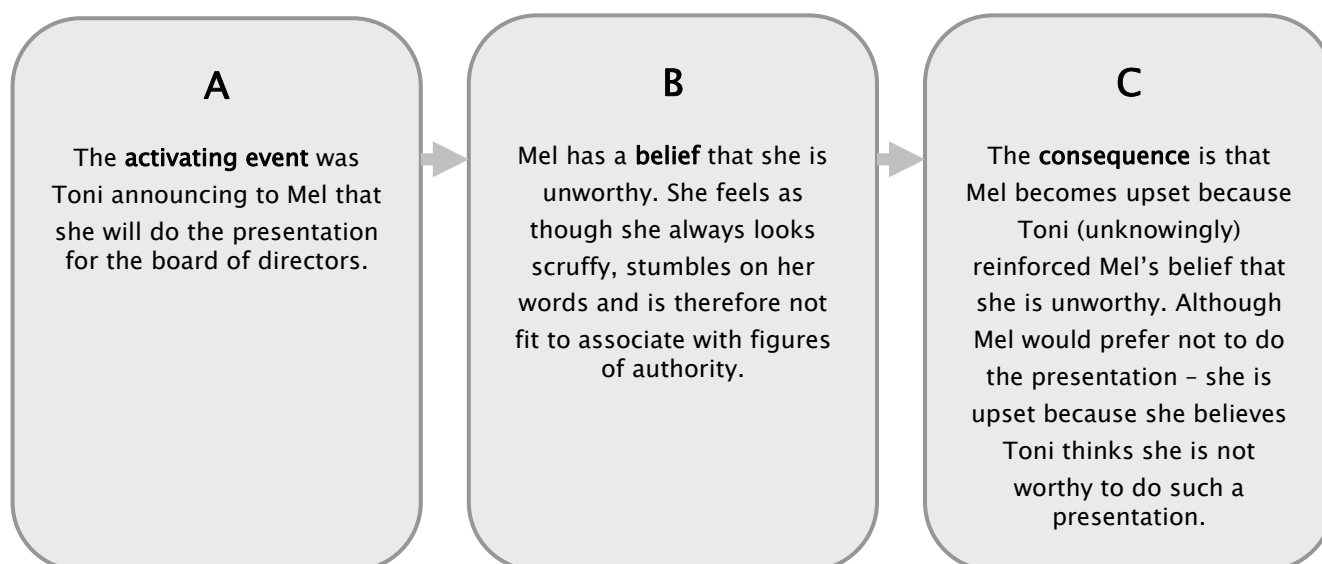 A
The activating event was
Toni announcing to Mel that
she will do the presentation
for the board of directors.
B
Mel has a belief that she is
unworthy. She feels as
though she always looks
scruffy, stumbles on her
words and is therefore not
fit to associate with figures
of authority.
C
The consequence is that
Mel becomes upset because
Toni (unknowingly)
reinforced Mel’s belief that
she is unworthy. Although
Mel would prefer not to do
the presentation – she is
upset because she believes
Toni thinks she is not
worthy to do such a
presentation.